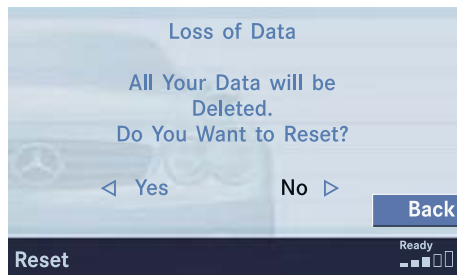 Loss of Data
All Your Data will be
Deleted.
Do You Want to Reset?
Yes No
Back
Reset
Ready